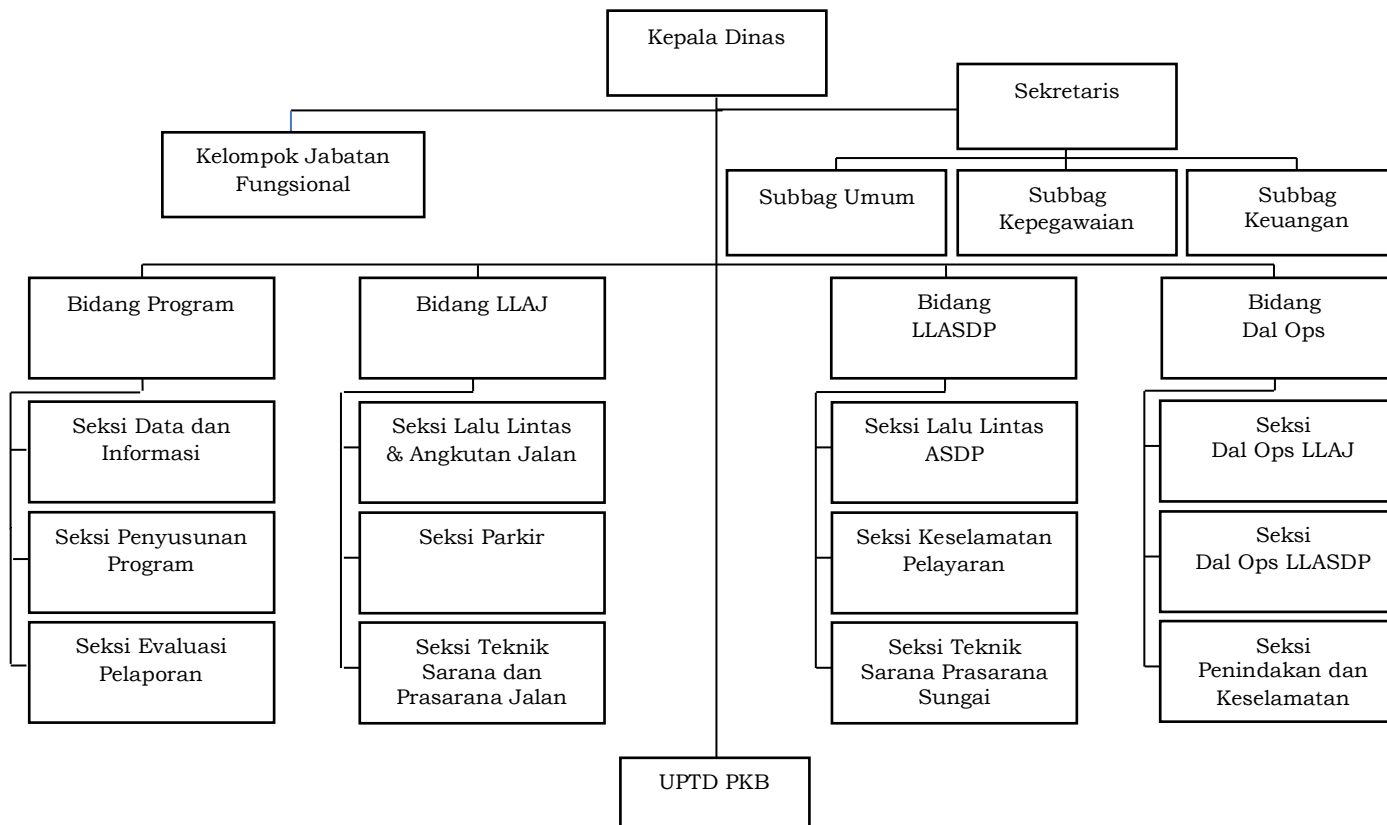 Kepala Dinas
Sekretaris
Kelompok Jabatan
Fungsional
Subbag Umum
Subbag
Kepegawaian
Subbag
Keuangan
Bidang Program
Bidang LLAJ
Bidang
LLASDP
Bidang
Dal Ops
Seksi Data dan
Informasi
Seksi Lalu Lintas
& Angkutan Jalan
Seksi Lalu Lintas
ASDP
Seksi
Dal Ops LLAJ
Seksi Penyusunan
Program
Seksi Parkir
Seksi Keselamatan
Pelayaran
Seksi
Dal Ops LLASDP
Seksi Evaluasi
Pelaporan
Seksi Teknik
Sarana dan
Prasarana Jalan
Seksi Teknik
Sarana Prasarana
Sungai
Seksi
Penindakan dan
Keselamatan
UPTD PKB